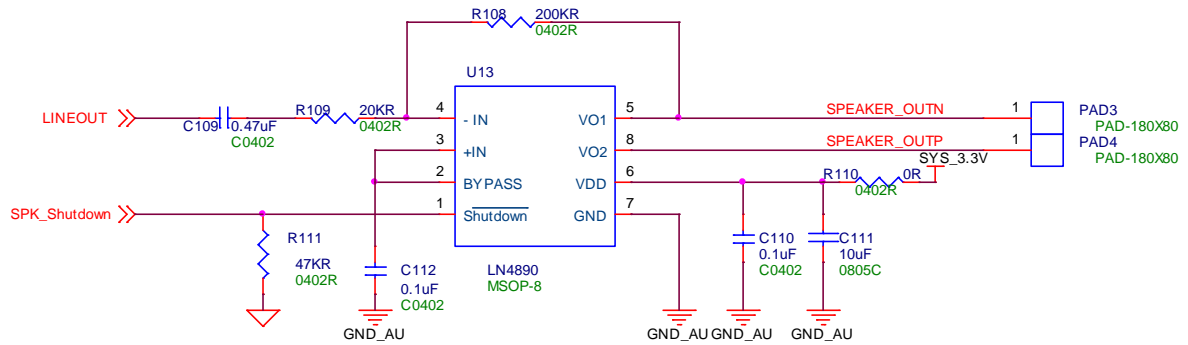 R108 200KR
0402R
U13
LINEOUT
C109 0.47uF
C0402
R109 20KR
0402R
4 - IN
3 +IN
2 BYPASS
1 Shutdown
VO1 5
VO2 8
VDD 6
GND 7
SPEAKER_OUTN 1 PAD3
PAD-180X80
SPEAKER_OUTP 1 PAD4
PAD-180X80
SYS_3.3V
R110 0R
0402R
SPK_Shutdown
R111
47KR
0402R
C112
0.1uF
C0402
LN4890
MSOP-8
C110
0.1uF
C0402
C111
10uF
0805C
GND_AU
GND_AU
GND_AU
GND_AU